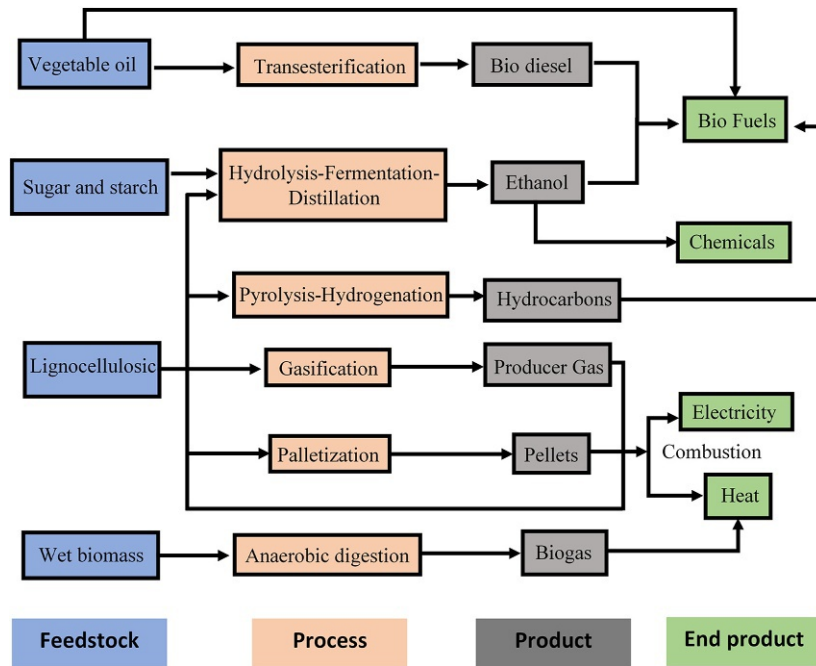 Vegetable oil
Transesterification
Bio diesel
Bio Fuels
Sugar and starch
Hydrolysis-Fermentation-
Distillation
Ethanol
Chemicals
Pyrolysis-Hydrogenation
Hydrocarbons
Lignocellulosic
Gasification
Producer Gas
Electricity
Palletization
Pellets
Combustion
Heat
Wet biomass
Anaerobic digestion
Biogas
Feedstock
Process
Product
End product